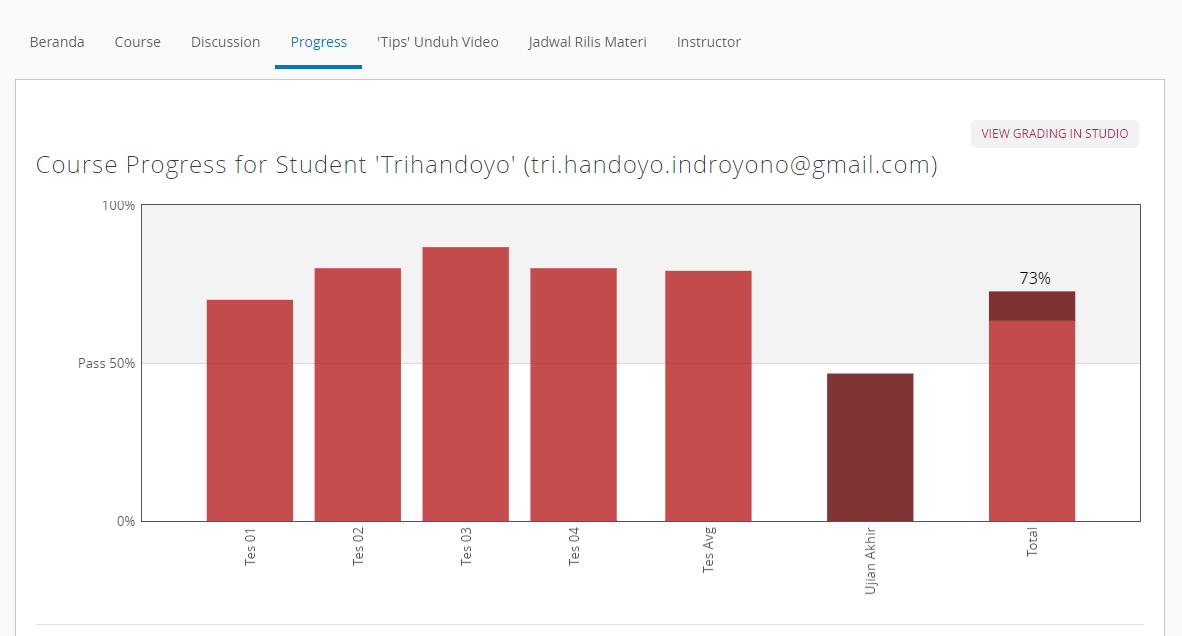 Beranda Course Discussion Progress 'Tips' Unduh Video Jadwal Rilis Materi Instructor
VIEW GRADING IN STUDIO
Course Progress for Student 'Trihandoyo' (tri.handoyo.indroyono@gmail.com)
100%
73%
Pass 50%
0%
Tes 01
Tes 02
Tes 03
Tes 04
Tes Avg
Ujian Akhir
Total